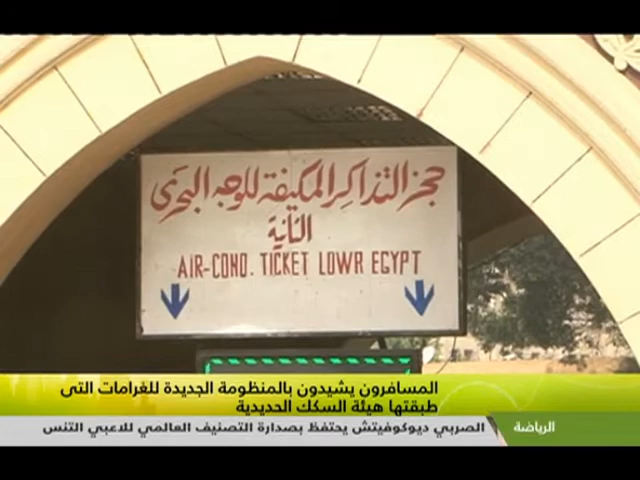 حجز التذاكر المكيفة للوجه البحرى
الثانية
AIR-COND. TICKET LOWR EGYPT
المسافرون يشيدون بالمنظومة الجديدة للغرامات التى
طبقتها هيئة السكك الحديدية
الرياضة
الصربي ديوكوفيتش يحتفظ بصدارة التصنيف العالمي للاعبي التنس